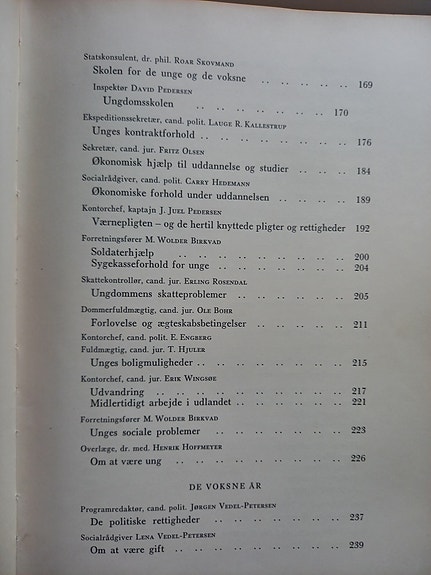 Statskonsulent, dr. phil. Roar Skovmand
Skolen for de unge og de voksne .. .. .. .. .. 169
Inspektør David Pedersen
Ungdomsskolen .. .. .. .. .. .. 170
Ekspeditionssekretær, cand. polit. Lauge R. Kallestrup
Unges kontraktforhold .. .. .. .. .. .. .. .. 176
Sekretær, cand. jur. Fritz Olsen
Økonomisk hjælp til uddannelse og studier .. .. .. 184
Socialrådgiver, cand. polit. Carry Hedemann
Økonomiske forhold under uddannelsen .. .. .. .. 189
Kontorchef, kaptajn J. Juel Pedersen
Værnepligten – og de hertil knyttede pligter og rettigheder 192
Forretningsfører M. Wolder Birkvad
Soldaterhjælp .. .. .. .. .. .. .. .. 200
Sygekasseforhold for unge .. .. .. .. .. .. .. 204
Skattekontrollør, cand. jur. Erling Rosendal
Ungdommens skatteproblemer .. .. .. .. .. .. 205
Dommerfuldmægtig, cand. jur. Ole Bohr
Forlovelse og ægteskabsbetingelser .. .. .. .. .. 211
Kontorchef, cand. polit. E. Engberg
Fuldmægtig, cand. jur. T. Hjuler
Unges boligmuligheder .. .. .. .. .. .. .. 215
Kontorchef, cand. jur. Erik Wingsøe
Udvandring .. .. .. .. .. .. .. .. .. 217
Midlertidigt arbejde i udlandet .. .. .. .. .. .. 221
Forretningsfører M. Wolder Birkvad
Unges sociale problemer .. .. .. .. .. .. .. 223
Overlæge, dr. med. Henrik Hoffmeyer
Om at være ung .. .. .. .. .. .. .. .. 226
DE VOKSNE ÅR
Programredaktør, cand. polit. Jørgen Vedel-Petersen
De politiske rettigheder .. .. .. .. .. .. .. 237
Socialrådgiver Lena Vedel-Petersen
Om at være gift .. .. .. .. .. .. .. .. 239